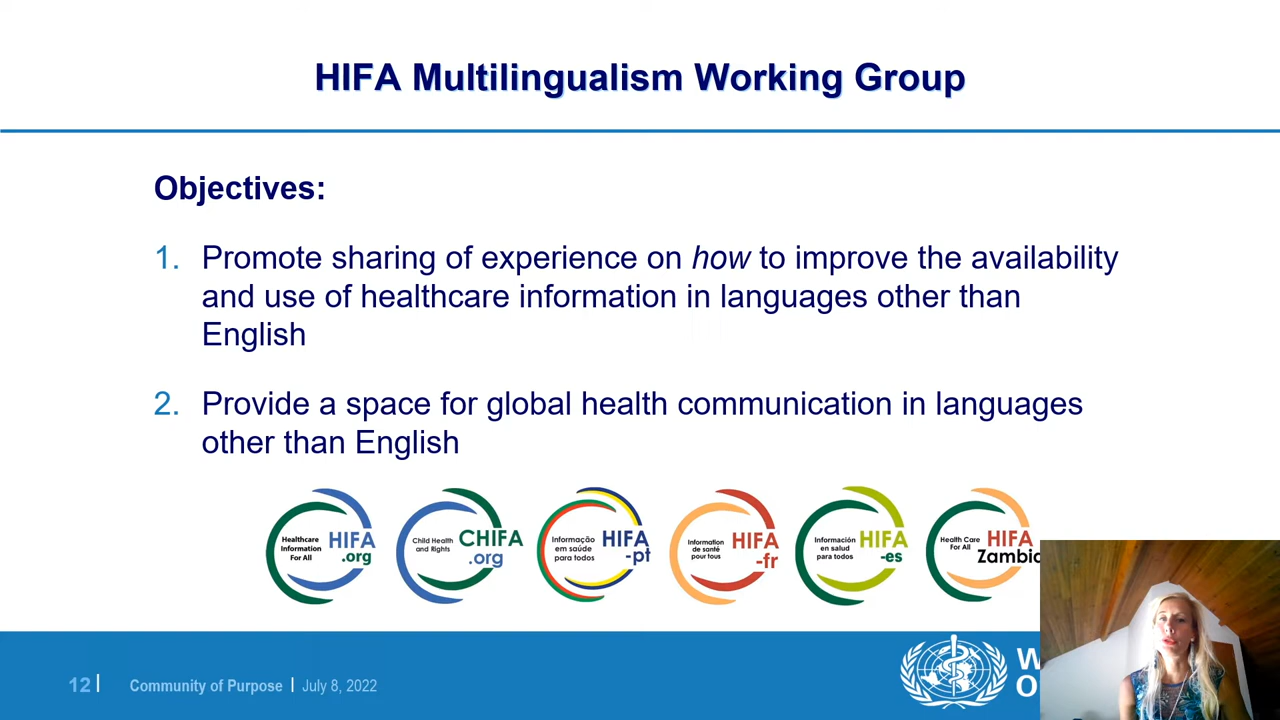 HIFA Multilingualism Working Group
Objectives:
1. Promote sharing of experience on how to improve the availability
and use of healthcare information in languages other than
English
2. Provide a space for global health communication in languages
other than English
Healthcare
Information
For All
HIFA
.org
Child Health
and Rights
CHIFA
.org
Informação
em saúde
para todos
HIFA
-pt
Information
de santé
pour tous
HIFA
-fr
Información
en salud
para todos
HIFA
-es
Health Care
For All
HIFA
Zambia
12 | Community of Purpose | July 8, 2022
W
O